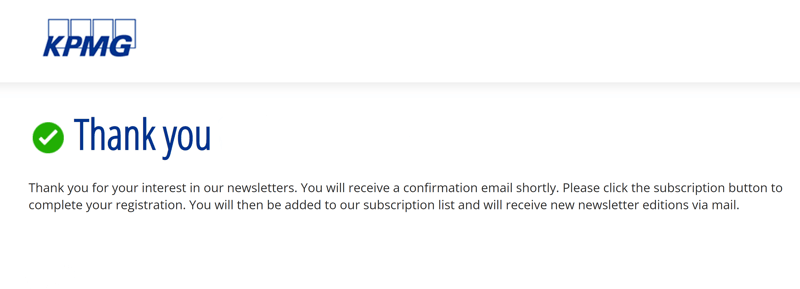 KPMG
Thank you
Thank you for your interest in our newsletters. You will receive a confirmation email shortly. Please click the subscription button to
complete your registration. You will then be added to our subscription list and will receive new newsletter editions via mail.